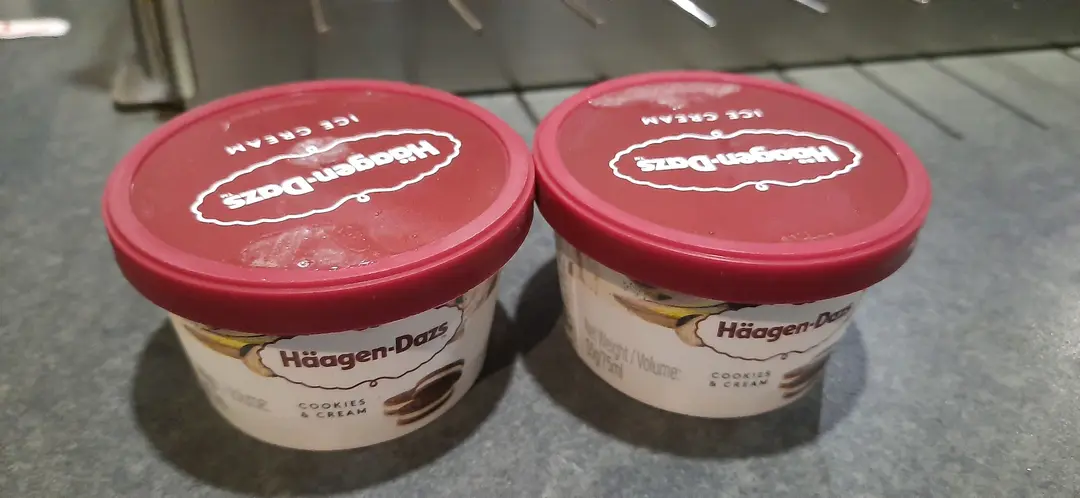 ICE CREAM
Häagen-Dazs
Häagen-Dazs
COOKIES
& CREAM
ICE CREAM
Häagen-Dazs
Net Weight / Volume:
75ml
Häagen-Dazs
COOKIES
& CREAM